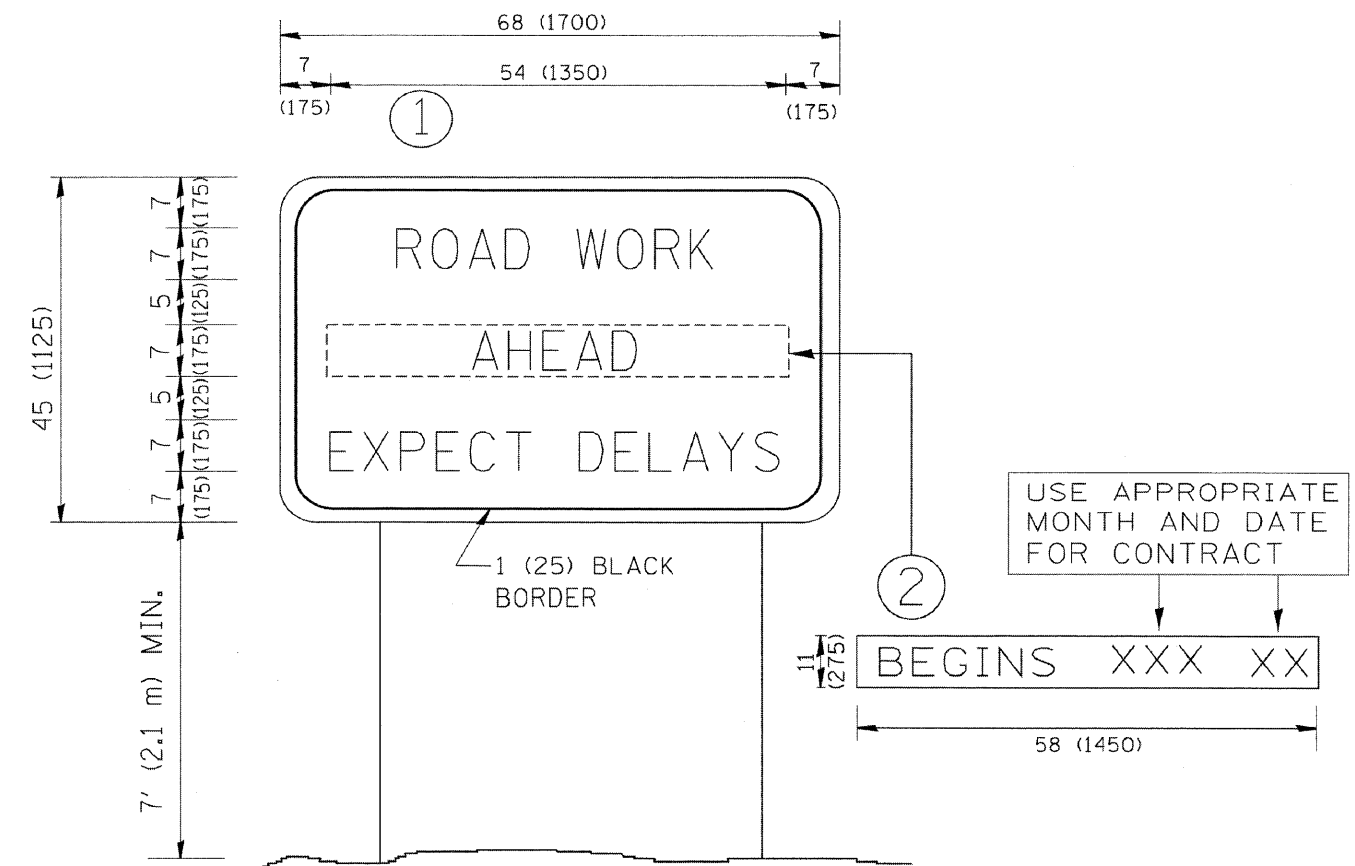 68 (1700)
7
54 (1350)
7
(175)
(175)
1
45 (1125)
7
(175)
7
(175)
5
(125)
7
(175)
5
(125)
7
(175)
7
(175)
ROAD WORK
AHEAD
EXPECT DELAYS
1 (25) BLACK
BORDER
7' (2.1 m) MIN.
2
USE APPROPRIATE
MONTH AND DATE
FOR CONTRACT
11
(275)
BEGINS XXX XX
58 (1450)